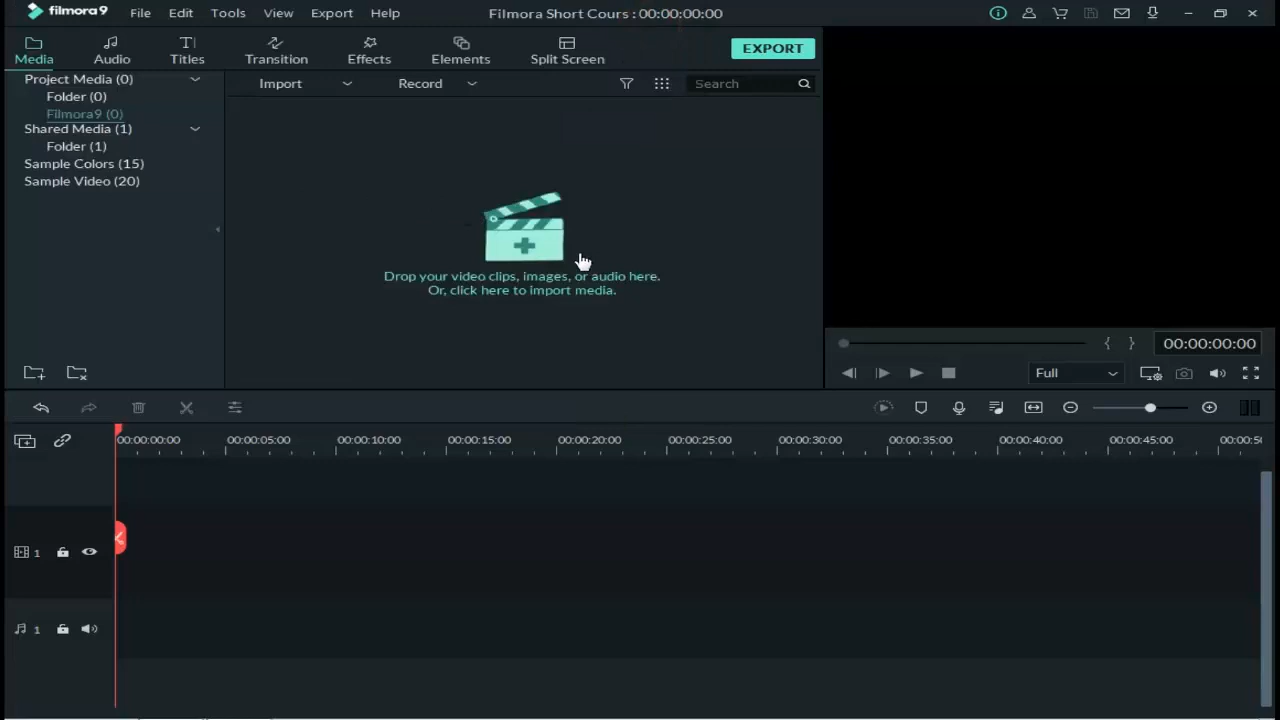 filmora9 File Edit Tools View Export Help Filmora Short Cours : 00:00:00:00
Media Audio Titles Transition Effects Elements Split Screen EXPORT
Project Media (0)
Folder (0)
Filmora9 (0)
Shared Media (1)
Folder (1)
Sample Colors (15)
Sample Video (20)
Import Record Search
Drop your video clips, images, or audio here.
Or, click here to import media.
{ } 00:00:00:00
Full
00:00:00:00 00:00:05:00 00:00:10:00 00:00:15:00 00:00:20:00 00:00:25:00 00:00:30:00 00:00:35:00 00:00:40:00 00:00:45:00 00:00:50
1
1